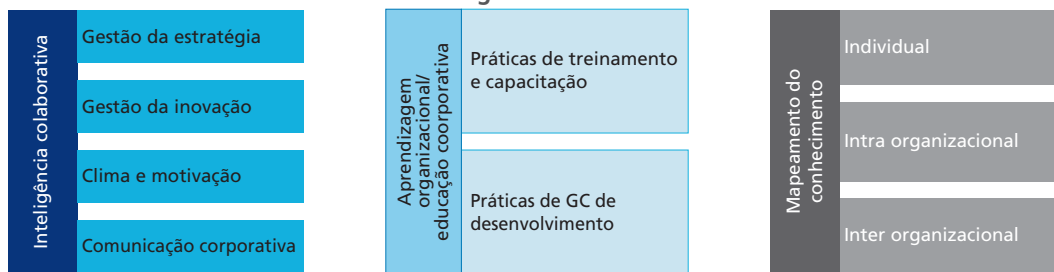 Inteligência colaborativa
Gestão da estratégia
Gestão da inovação
Clima e motivação
Comunicação corporativa
Aprendizagem
organizacional/
educação coorporativa
Práticas de treinamento
e capacitação
Práticas de GC de
desenvolvimento
Mapeamento do
conhecimento
Individual
Intra organizacional
Inter organizacional